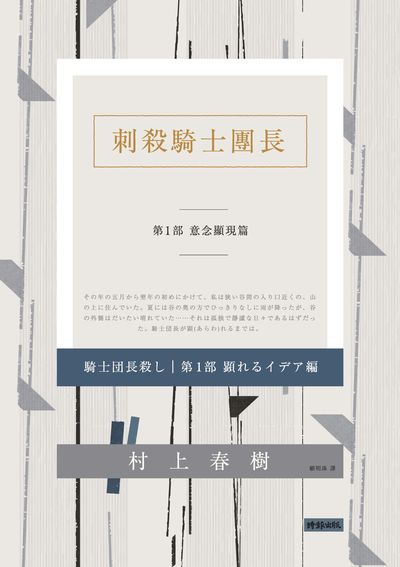 刺殺騎士團長
第1部 意念顯現篇
その年の五月から翌年の初めにかけて、私は狭い谷間の入り口近くの、山
の上に住んでいた。夏には谷の奥の方でひっきりなしに雨が降ったが、谷
の外側はだいたい晴れていた……それは孤独で静謐な日々であるはずだっ
た。騎士団長が顕(あらわ)れるまでは。
騎士団長殺し│第1部 顕れるイデア編
村上春樹
賴明珠 譯
時報出版